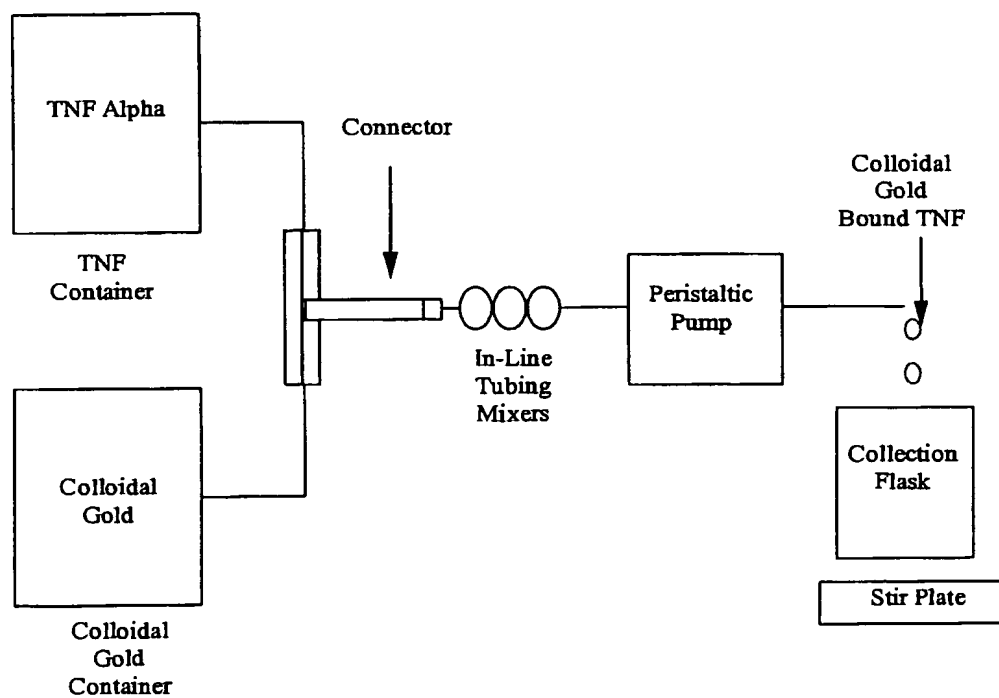 TNF Alpha
TNF
Container
Connector
Colloidal
Gold
Bound TNF
Peristaltic
Pump
In-Line
Tubing
Mixers
Colloidal
Gold
Colloidal
Gold
Container
Collection
Flask
Stir Plate